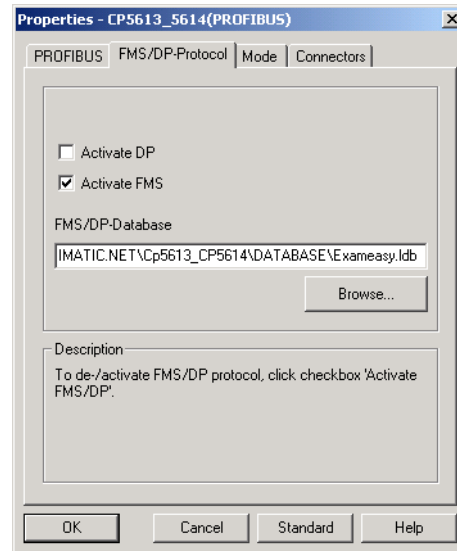 Properties - CP5613_5614(PROFIBUS)
PROFIBUS FMS/DP-Protocol Mode Connectors
Activate DP
Activate FMS
FMS/DP-Database
IMATIC.NET\Cp5613_CP5614\DATABASE\Exameasy.ldb
Browse...
Description
To de-/activate FMS/DP protocol, click checkbox 'Activate
FMS/DP'.
OK Cancel Standard Help